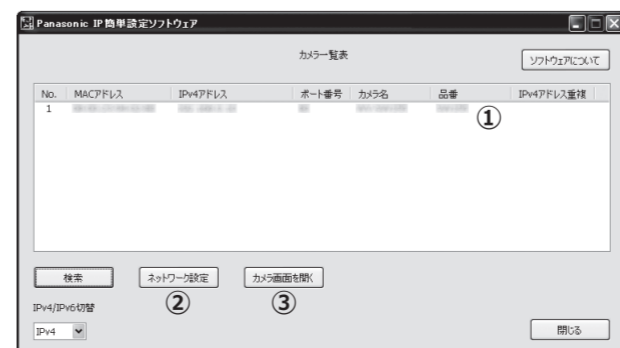 Panasonic IP簡単設定ソフトウェア
カメラ一覧表
ソフトウェアについて
No. MACアドレス IPv4アドレス ポート番号 カメラ名 品番 IPv4アドレス重複
1
①
検索 ネットワーク設定 カメラ画面を開く
② ③
IPv4/IPv6切替
IPv4 閉じる